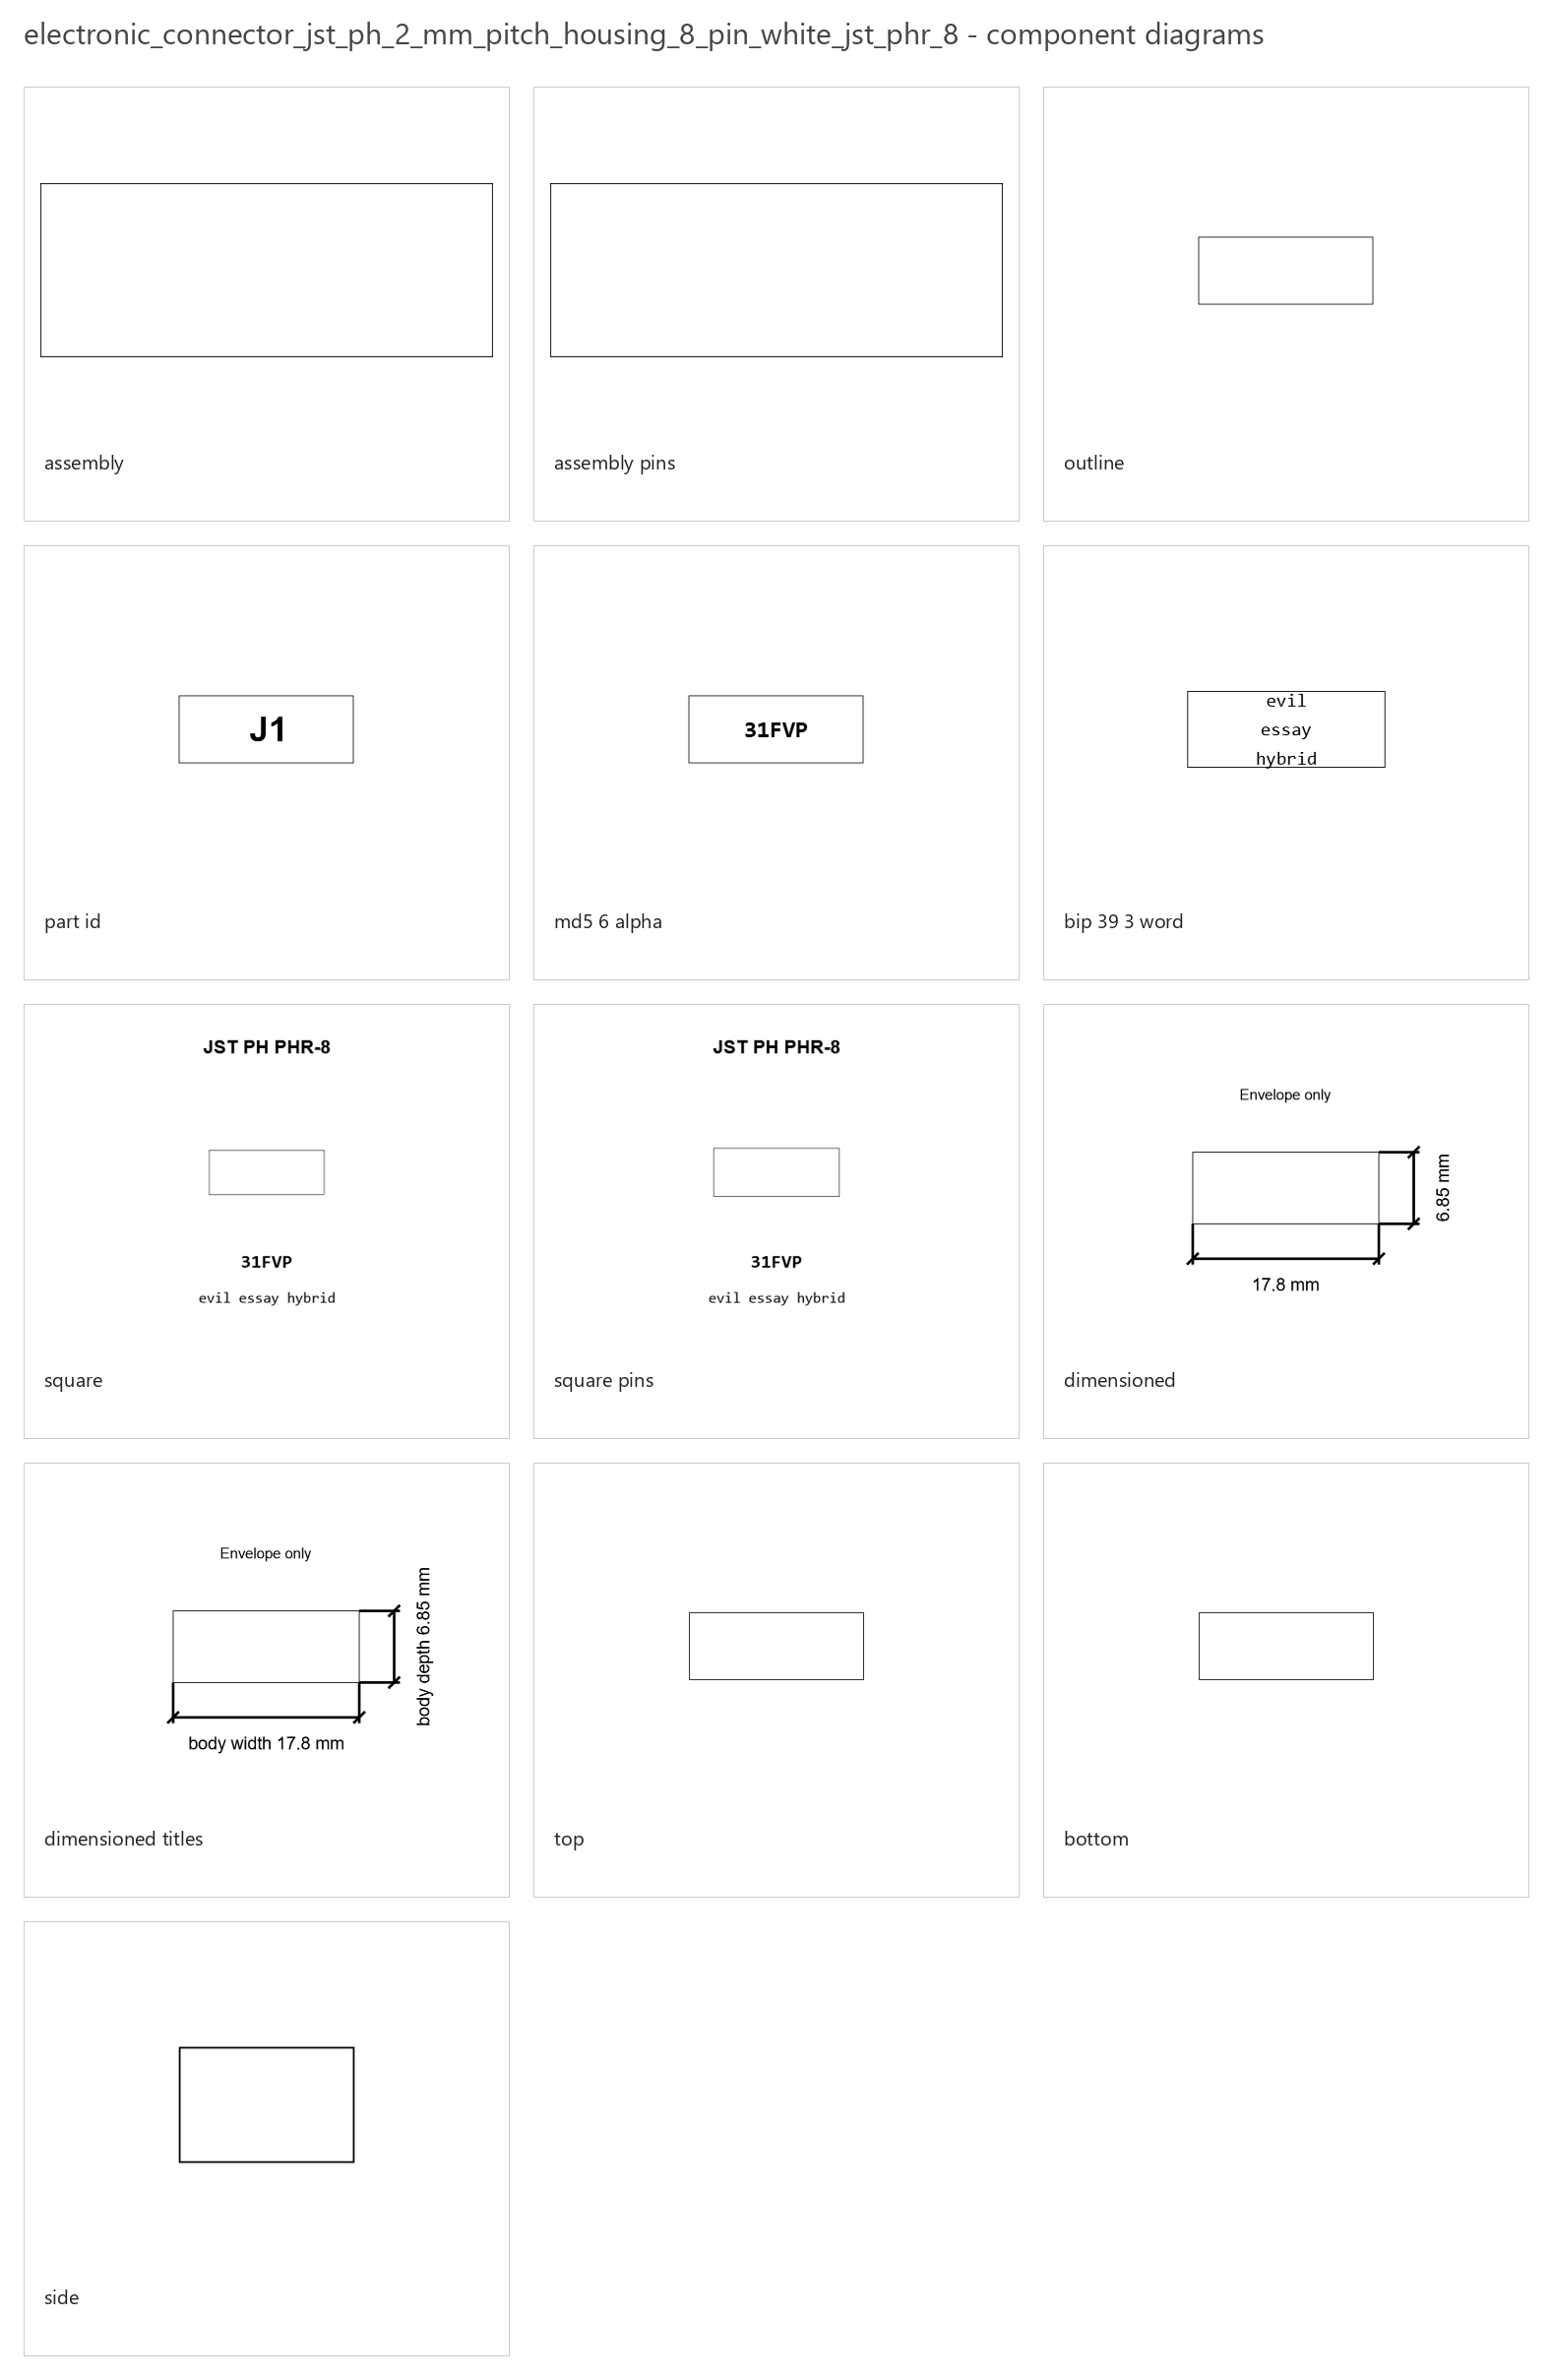 electronic_connector_jst_ph_2_mm_pitch_housing_8_pin_white_jst_phr_8 - component diagrams
assembly
assembly pins
outline
J1
part id
31FVP
md5 6 alpha
evil
essay
hybrid
bip 39 3 word
JST PH PHR-8
31FVP
evil essay hybrid
square
JST PH PHR-8
31FVP
evil essay hybrid
square pins
Envelope only
6.85 mm
17.8 mm
dimensioned
Envelope only
body depth 6.85 mm
body width 17.8 mm
dimensioned titles
top
bottom
side